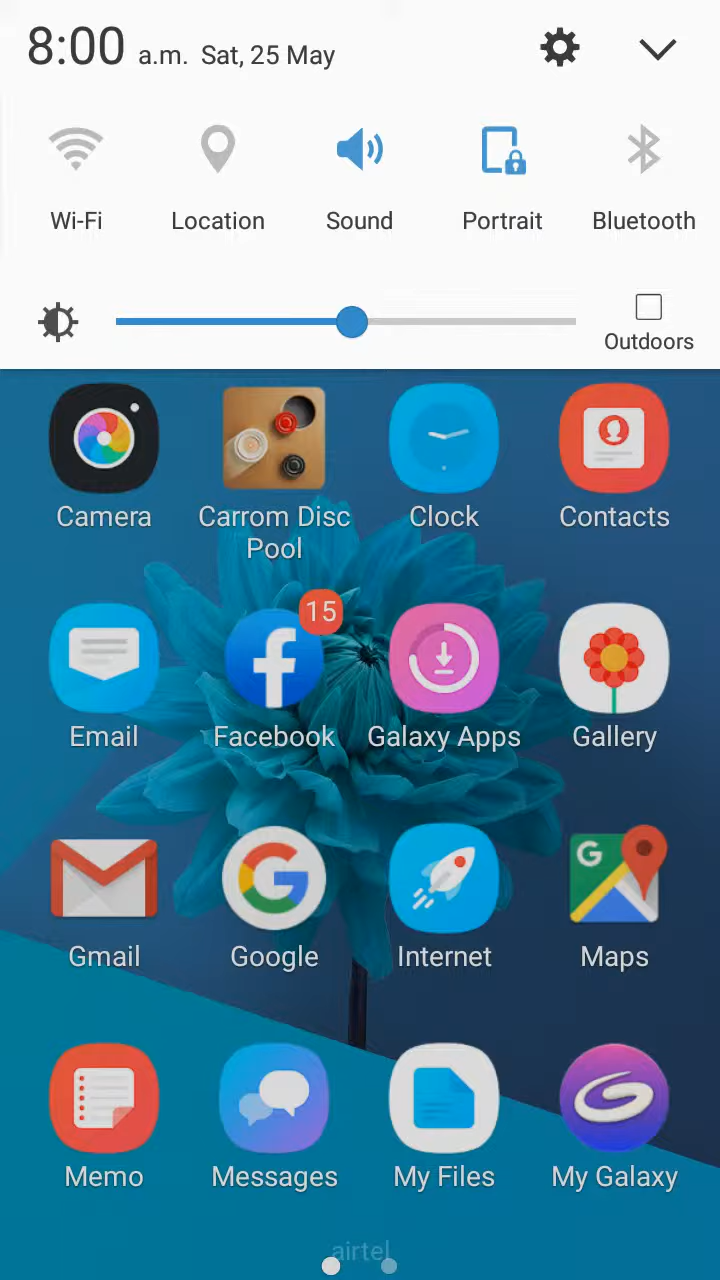 8:00 a.m. Sat, 25 May
Wi-Fi Location Sound Portrait Bluetooth
Outdoors
Camera Carrom Disc Pool Clock Contacts
15
Email Facebook Galaxy Apps Gallery
G
Gmail Google Internet Maps
Memo Messages My Files My Galaxy
airtel